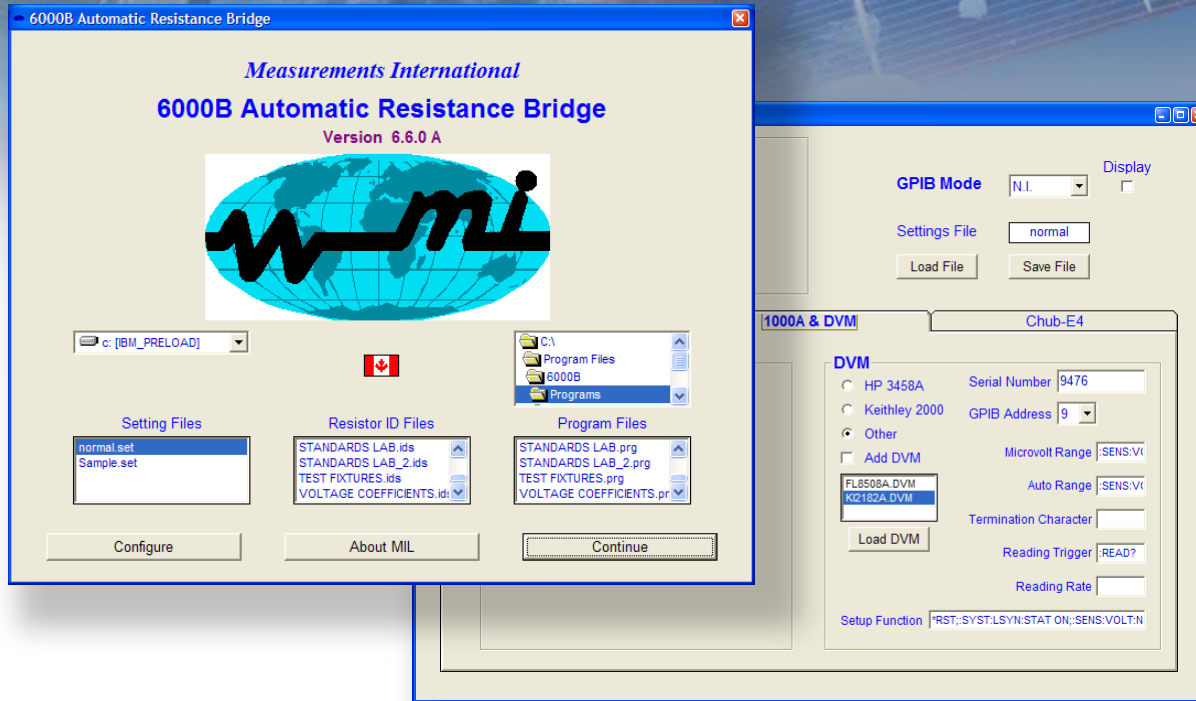 6000B Automatic Resistance Bridge
Measurements International
6000B Automatic Resistance Bridge
Version 6.6.0 A
wmi
c: [IBM_PRELOAD]
C:\
Program Files
6000B
Programs
Setting Files
normal.set
Sample.set
Resistor ID Files
STANDARDS LAB.ids
STANDARDS LAB_2.ids
TEST FIXTURES.ids
VOLTAGE COEFFICIENTS.id
Program Files
STANDARDS LAB.prg
STANDARDS LAB_2.prg
TEST FIXTURES.prg
VOLTAGE COEFFICIENTS.pr
Configure
About MIL
Continue
GPIB Mode
N.I.
Display
Settings File
normal
Load File
Save File
1000A & DVM
Chub-E4
DVM
HP 3458A
Keithley 2000
Other
Add DVM
FL8508A.DVM
KI2182A.DVM
Load DVM
Serial Number 9476
GPIB Address 9
Microvolt Range :SENS:VO
Auto Range :SENS:V
Termination Character
Reading Trigger :READ?
Reading Rate
Setup Function *RST;:SYST:LSYN:STAT ON;:SENS:VOLT:N